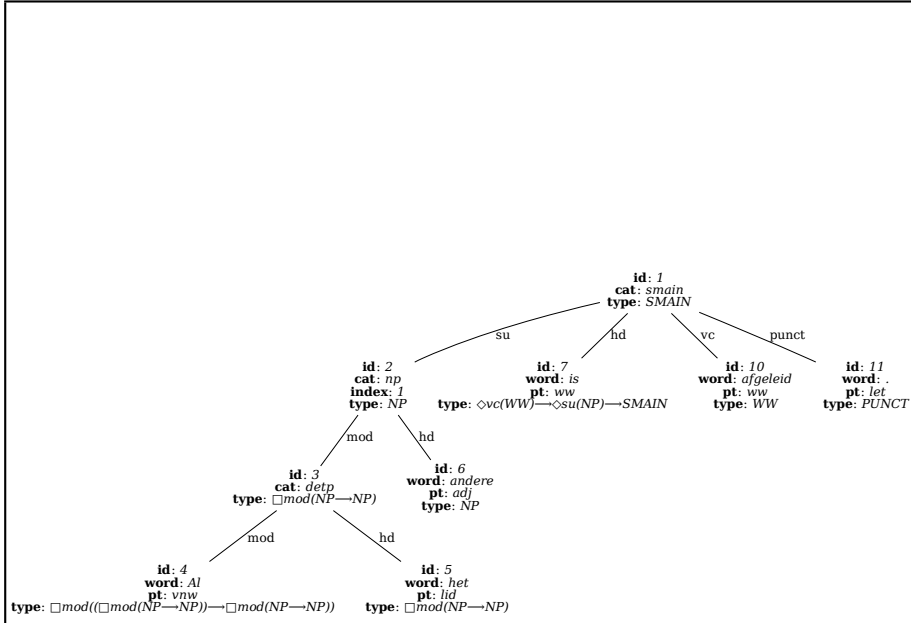 id: 1
cat: smain
type: SMAIN
su
hd
vc
punct
id: 2
cat: np
index: 1
type: NP
id: 7
word: is
pt: ww
type: ◇vc(WW)⟶◇su(NP)⟶SMAIN
id: 10
word: afgeleid
pt: ww
type: WW
id: 11
word: .
pt: let
type: PUNCT
mod
hd
id: 3
cat: detp
type: □mod(NP⟶NP)
id: 6
word: andere
pt: adj
type: NP
mod
hd
id: 4
word: Al
pt: vnw
type: □mod((□mod(NP⟶NP))⟶□mod(NP⟶NP))
id: 5
word: het
pt: lid
type: □mod(NP⟶NP)